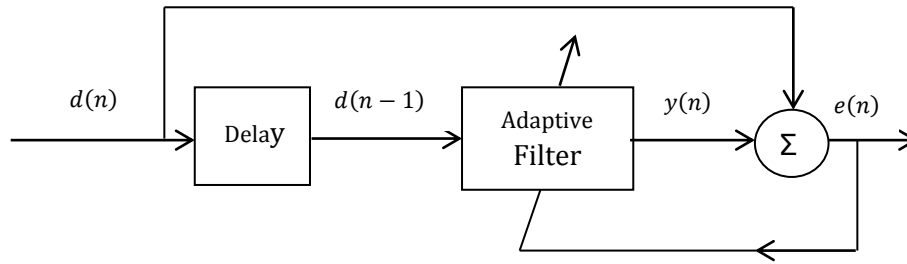 d(n)
Delay
d(n − 1)
Adaptive
Filter
y(n)
Σ
e(n)